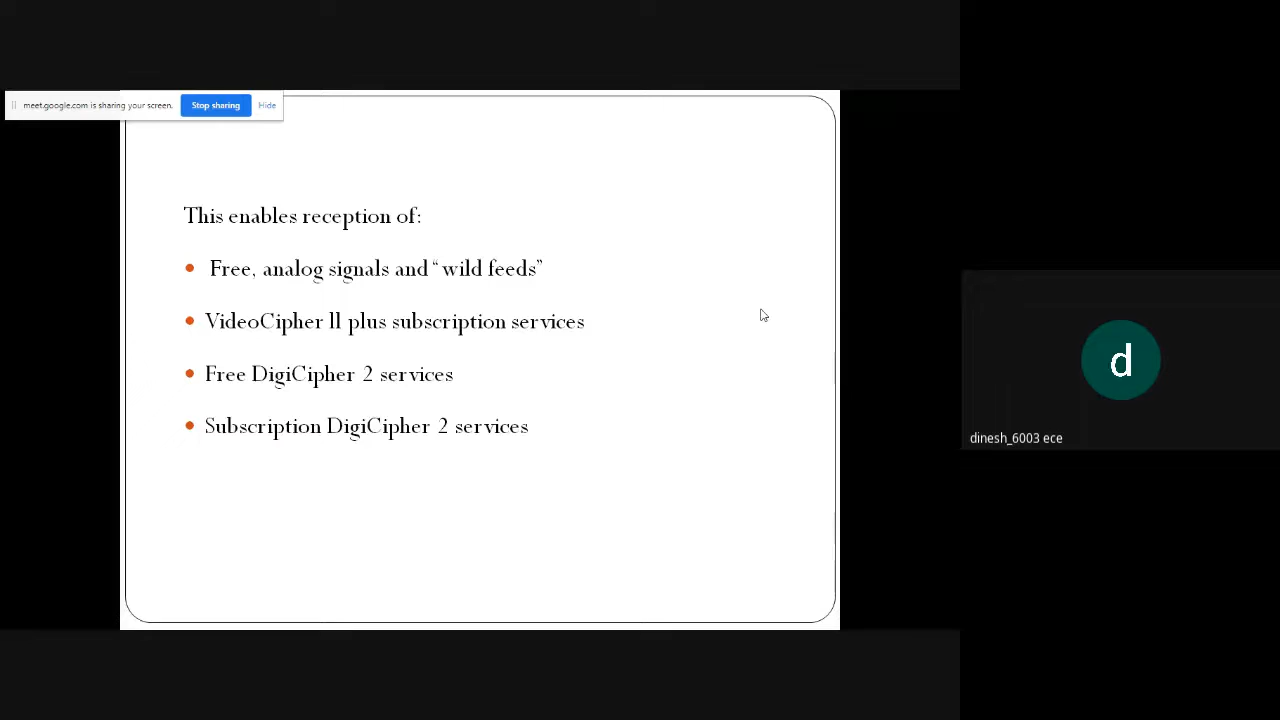 meet.google.com is sharing your screen. Stop sharing Hide
This enables reception of:
Free, analog signals and “wild feeds”
VideoCipher ll plus subscription services
Free DigiCipher 2 services
Subscription DigiCipher 2 services
d
dinesh_6003 ece